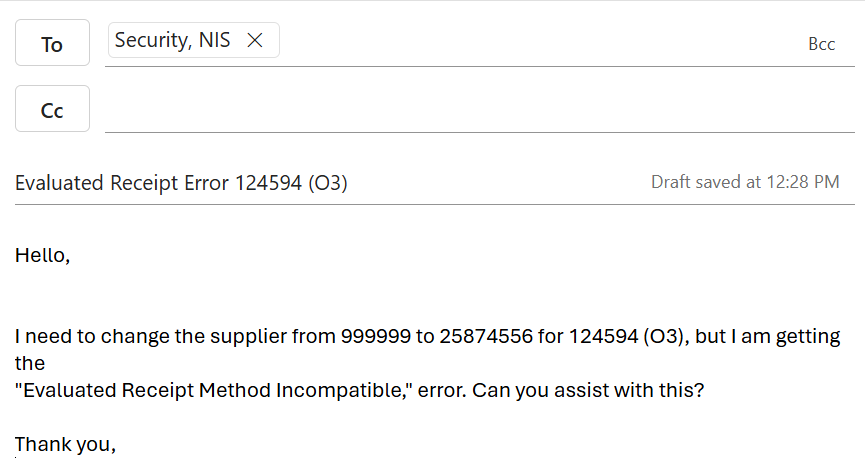 To
Security, NIS
Bcc
Cc
Evaluated Receipt Error 124594 (O3)
Draft saved at 12:28 PM
Hello,
I need to change the supplier from 999999 to 25874556 for 124594 (O3), but I am getting
the
"Evaluated Receipt Method Incompatible," error. Can you assist with this?
Thank you,